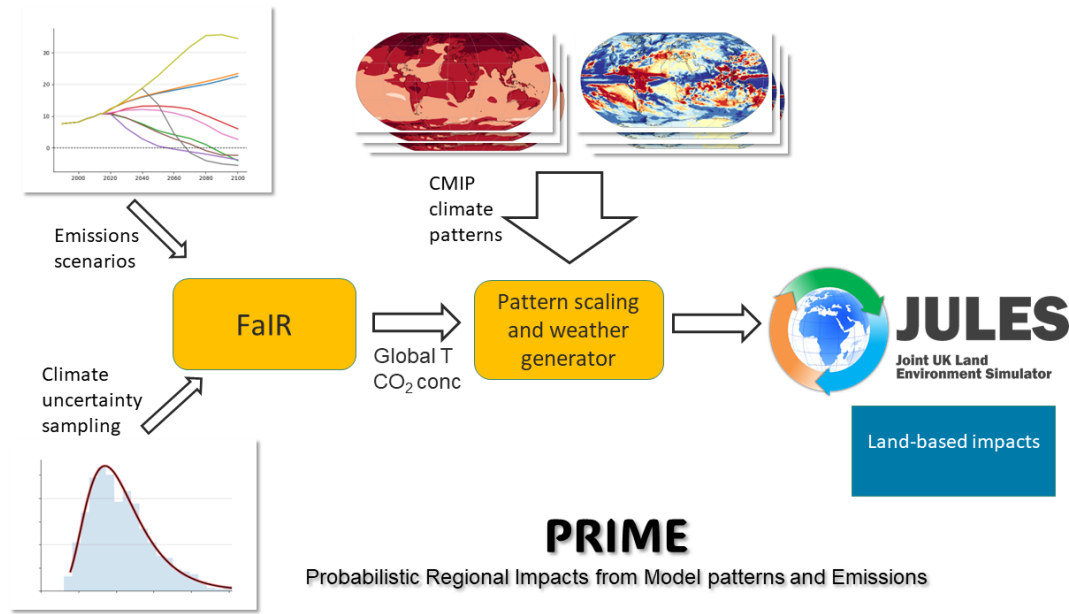 30
20
10
0
2000 2020 2040 2060 2080 2100
CMIP
climate
patterns
Emissions
scenarios
FaIR
Global T
CO₂ conc
Pattern scaling
and weather
generator
JULES
Joint UK Land
Environment Simulator
Climate
uncertainty
sampling
Land-based impacts
PRIME
Probabilistic Regional Impacts from Model patterns and Emissions